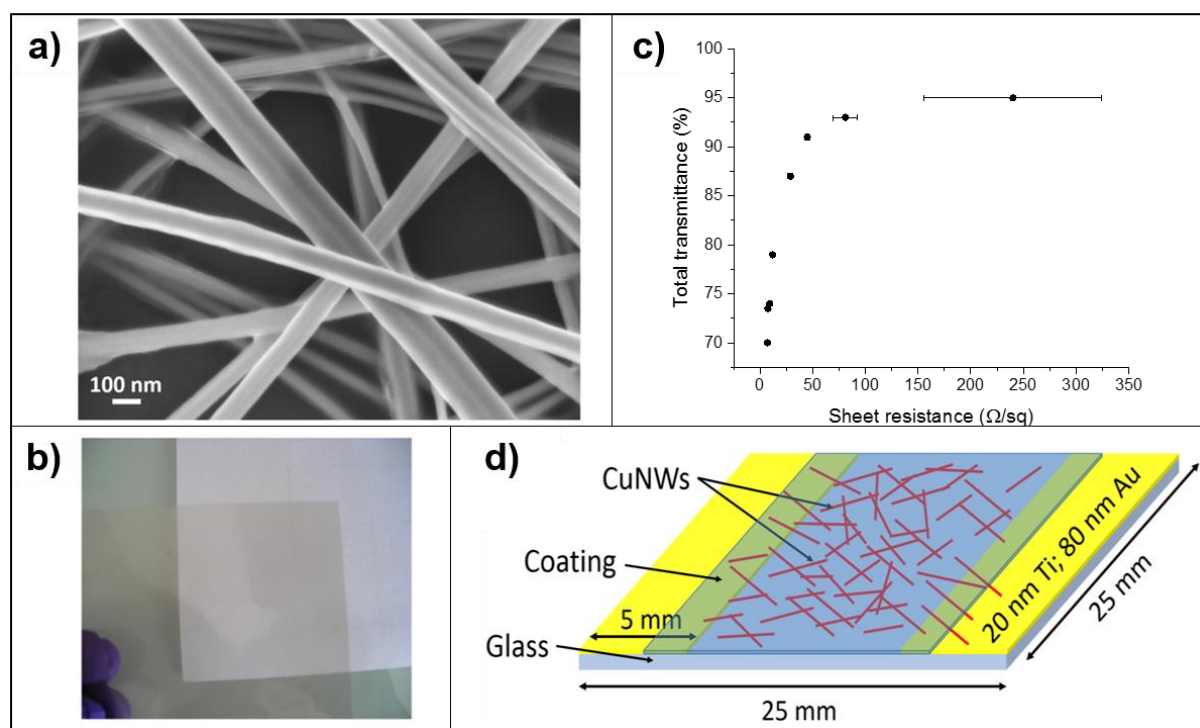 a)
100 nm
b)
c)
100
95
90
85
80
75
70
Total transmittance (%)
0 50 100 150 200 250 300 350
Sheet resistance (Ω/sq)
d)
CuNWs
Coating
5 mm
Glass
20 nm Ti; 80 nm Au
25 mm
25 mm